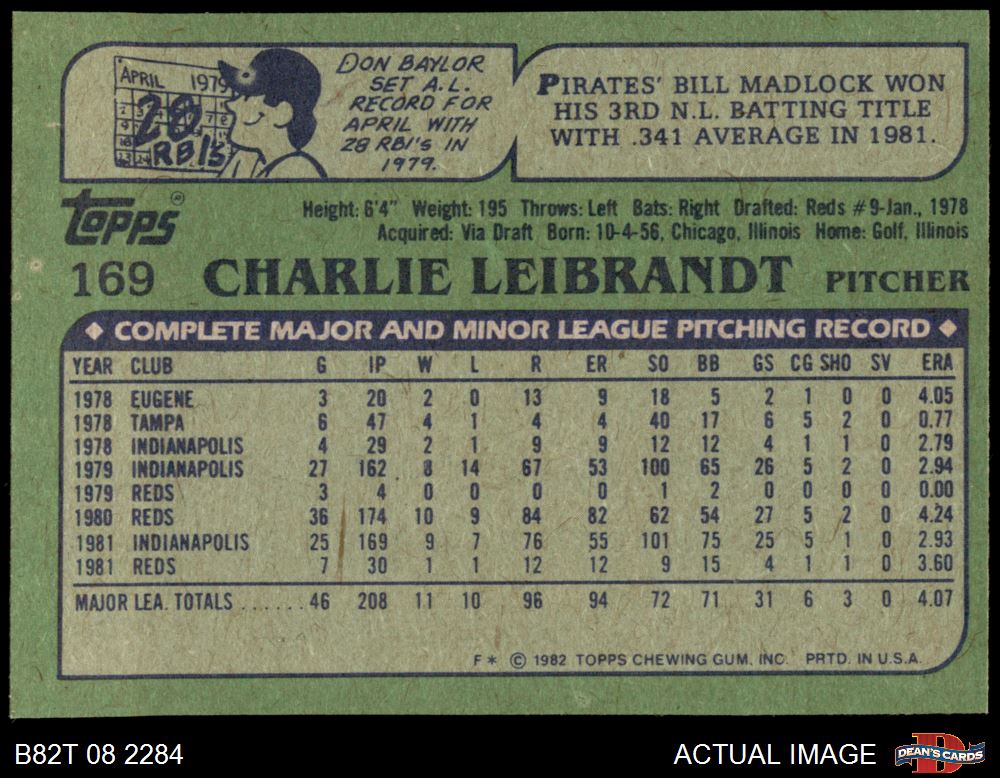 APRIL 1979
28
RBI's
DON BAYLOR
SET A.L.
RECORD FOR
APRIL WITH
28 RBI'S IN
1979.
PIRATES' BILL MADLOCK WON
HIS 3RD N.L. BATTING TITLE
WITH .341 AVERAGE IN 1981.
topps®
Height: 6'4" Weight: 195 Throws: Left Bats: Right Drafted: Reds #9-Jan., 1978
Acquired: Via Draft Born: 10-4-56, Chicago, Illinois Home: Golf, Illinois
169 CHARLIE LEIBRANDT PITCHER
◆ COMPLETE MAJOR AND MINOR LEAGUE PITCHING RECORD ◆
YEAR CLUB G IP W L R ER SO BB GS CG SHO SV ERA
1978 EUGENE 3 20 2 0 13 9 18 5 2 1 0 0 4.05
1978 TAMPA 6 47 4 1 4 4 40 17 6 5 2 0 0.77
1978 INDIANAPOLIS 4 29 2 1 9 9 12 12 4 1 1 0 2.79
1979 INDIANAPOLIS 27 162 8 14 67 53 100 65 26 5 2 0 2.94
1979 REDS 3 4 0 0 0 0 1 2 0 0 0 0 0.00
1980 REDS 36 174 10 9 84 82 62 54 27 5 2 0 4.24
1981 INDIANAPOLIS 25 169 9 7 76 55 101 75 25 5 1 0 2.93
1981 REDS 7 30 1 1 12 12 9 15 4 1 1 0 3.60
MAJOR LEA. TOTALS ...... 46 208 11 10 96 94 72 71 31 6 3 0 4.07
F* © 1982 TOPPS CHEWING GUM, INC. PRTD. IN U.S.A.
B82T 08 2284
ACTUAL IMAGE
DEAN'S CARDS